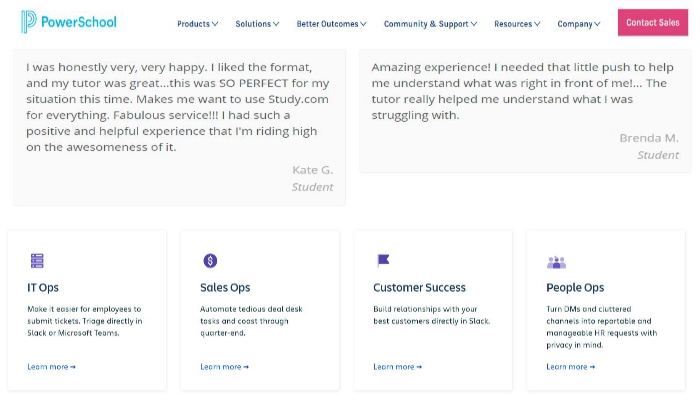 PowerSchool
Products Solutions Better Outcomes Community & Support Resources Company Contact Sales
I was honestly very, very happy. I liked the format,
and my tutor was great...this was SO PERFECT for my
situation this time. Makes me want to use Study.com
for everything. Fabulous service!!! I had such a
positive and helpful experience that I'm riding high
on the awesomeness of it.
Kate G.
Student
Amazing experience! I needed that little push to help
me understand what was right in front of me!... The
tutor really helped me understand what I was
struggling with.
Brenda M.
Student
IT Ops
Make it easier for employees to
submit tickets. Triage directly in
Slack or Microsoft Teams.
Learn more →
Sales Ops
Automate tedious deal desk
tasks and coast through
quarter-end.
Learn more →
Customer Success
Build relationships with your
best customers directly in Slack.
Learn more →
People Ops
Turn DMs and cluttered
channels into reportable and
manageable HR requests with
privacy in mind.
Learn more →